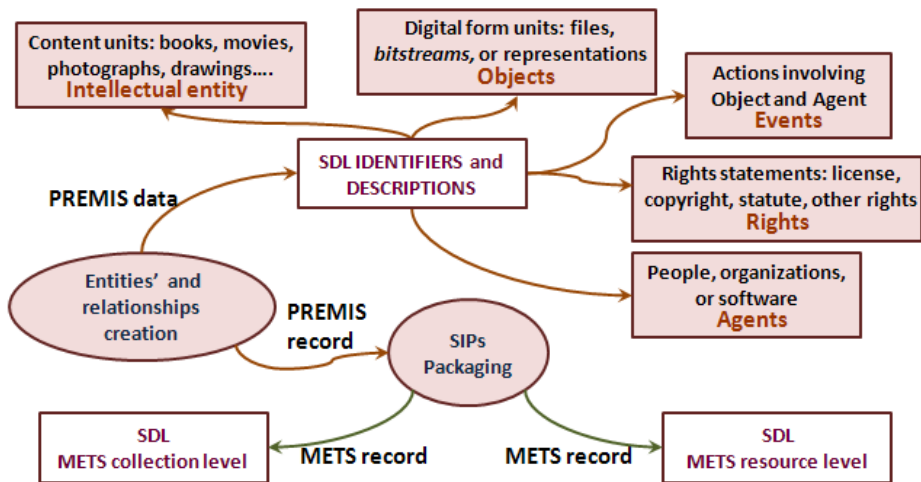 Content units: books, movies,
photographs, drawings....
Intellectual entity
Digital form units: files,
bitstreams, or representations
Objects
Actions involving
Object and Agent
Events
SDL IDENTIFIERS and
DESCRIPTIONS
Rights statements: license,
copyright, statute, other rights
Rights
PREMIS data
People, organizations,
or software
Agents
Entities' and
relationships
creation
PREMIS
record
SIPs
Packaging
SDL
METS collection level
METS record
METS record
SDL
METS resource level